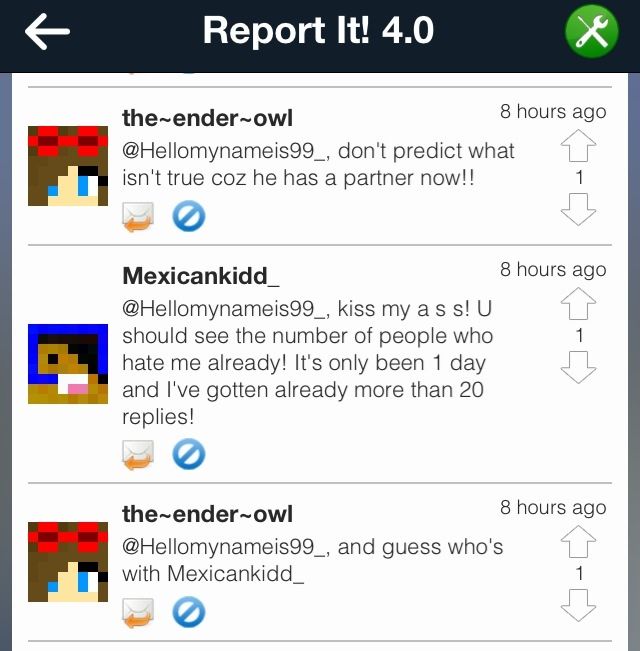 Report It! 4.0
the~ender~owl
8 hours ago
@Hellomynameis99_, don't predict what
isn't true coz he has a partner now!!
1
Mexicankidd_
8 hours ago
@Hellomynameis99_, kiss my a s s! U
should see the number of people who
hate me already! It's only been 1 day
and I've gotten already more than 20
replies!
1
the~ender~owl
8 hours ago
@Hellomynameis99_, and guess who's
with Mexicankidd_
1